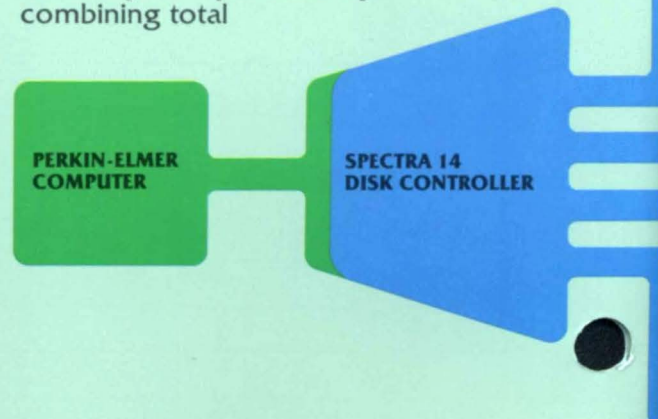 combining total
PERKIN-ELMER
COMPUTER
SPECTRA 14
DISK CONTROLLER